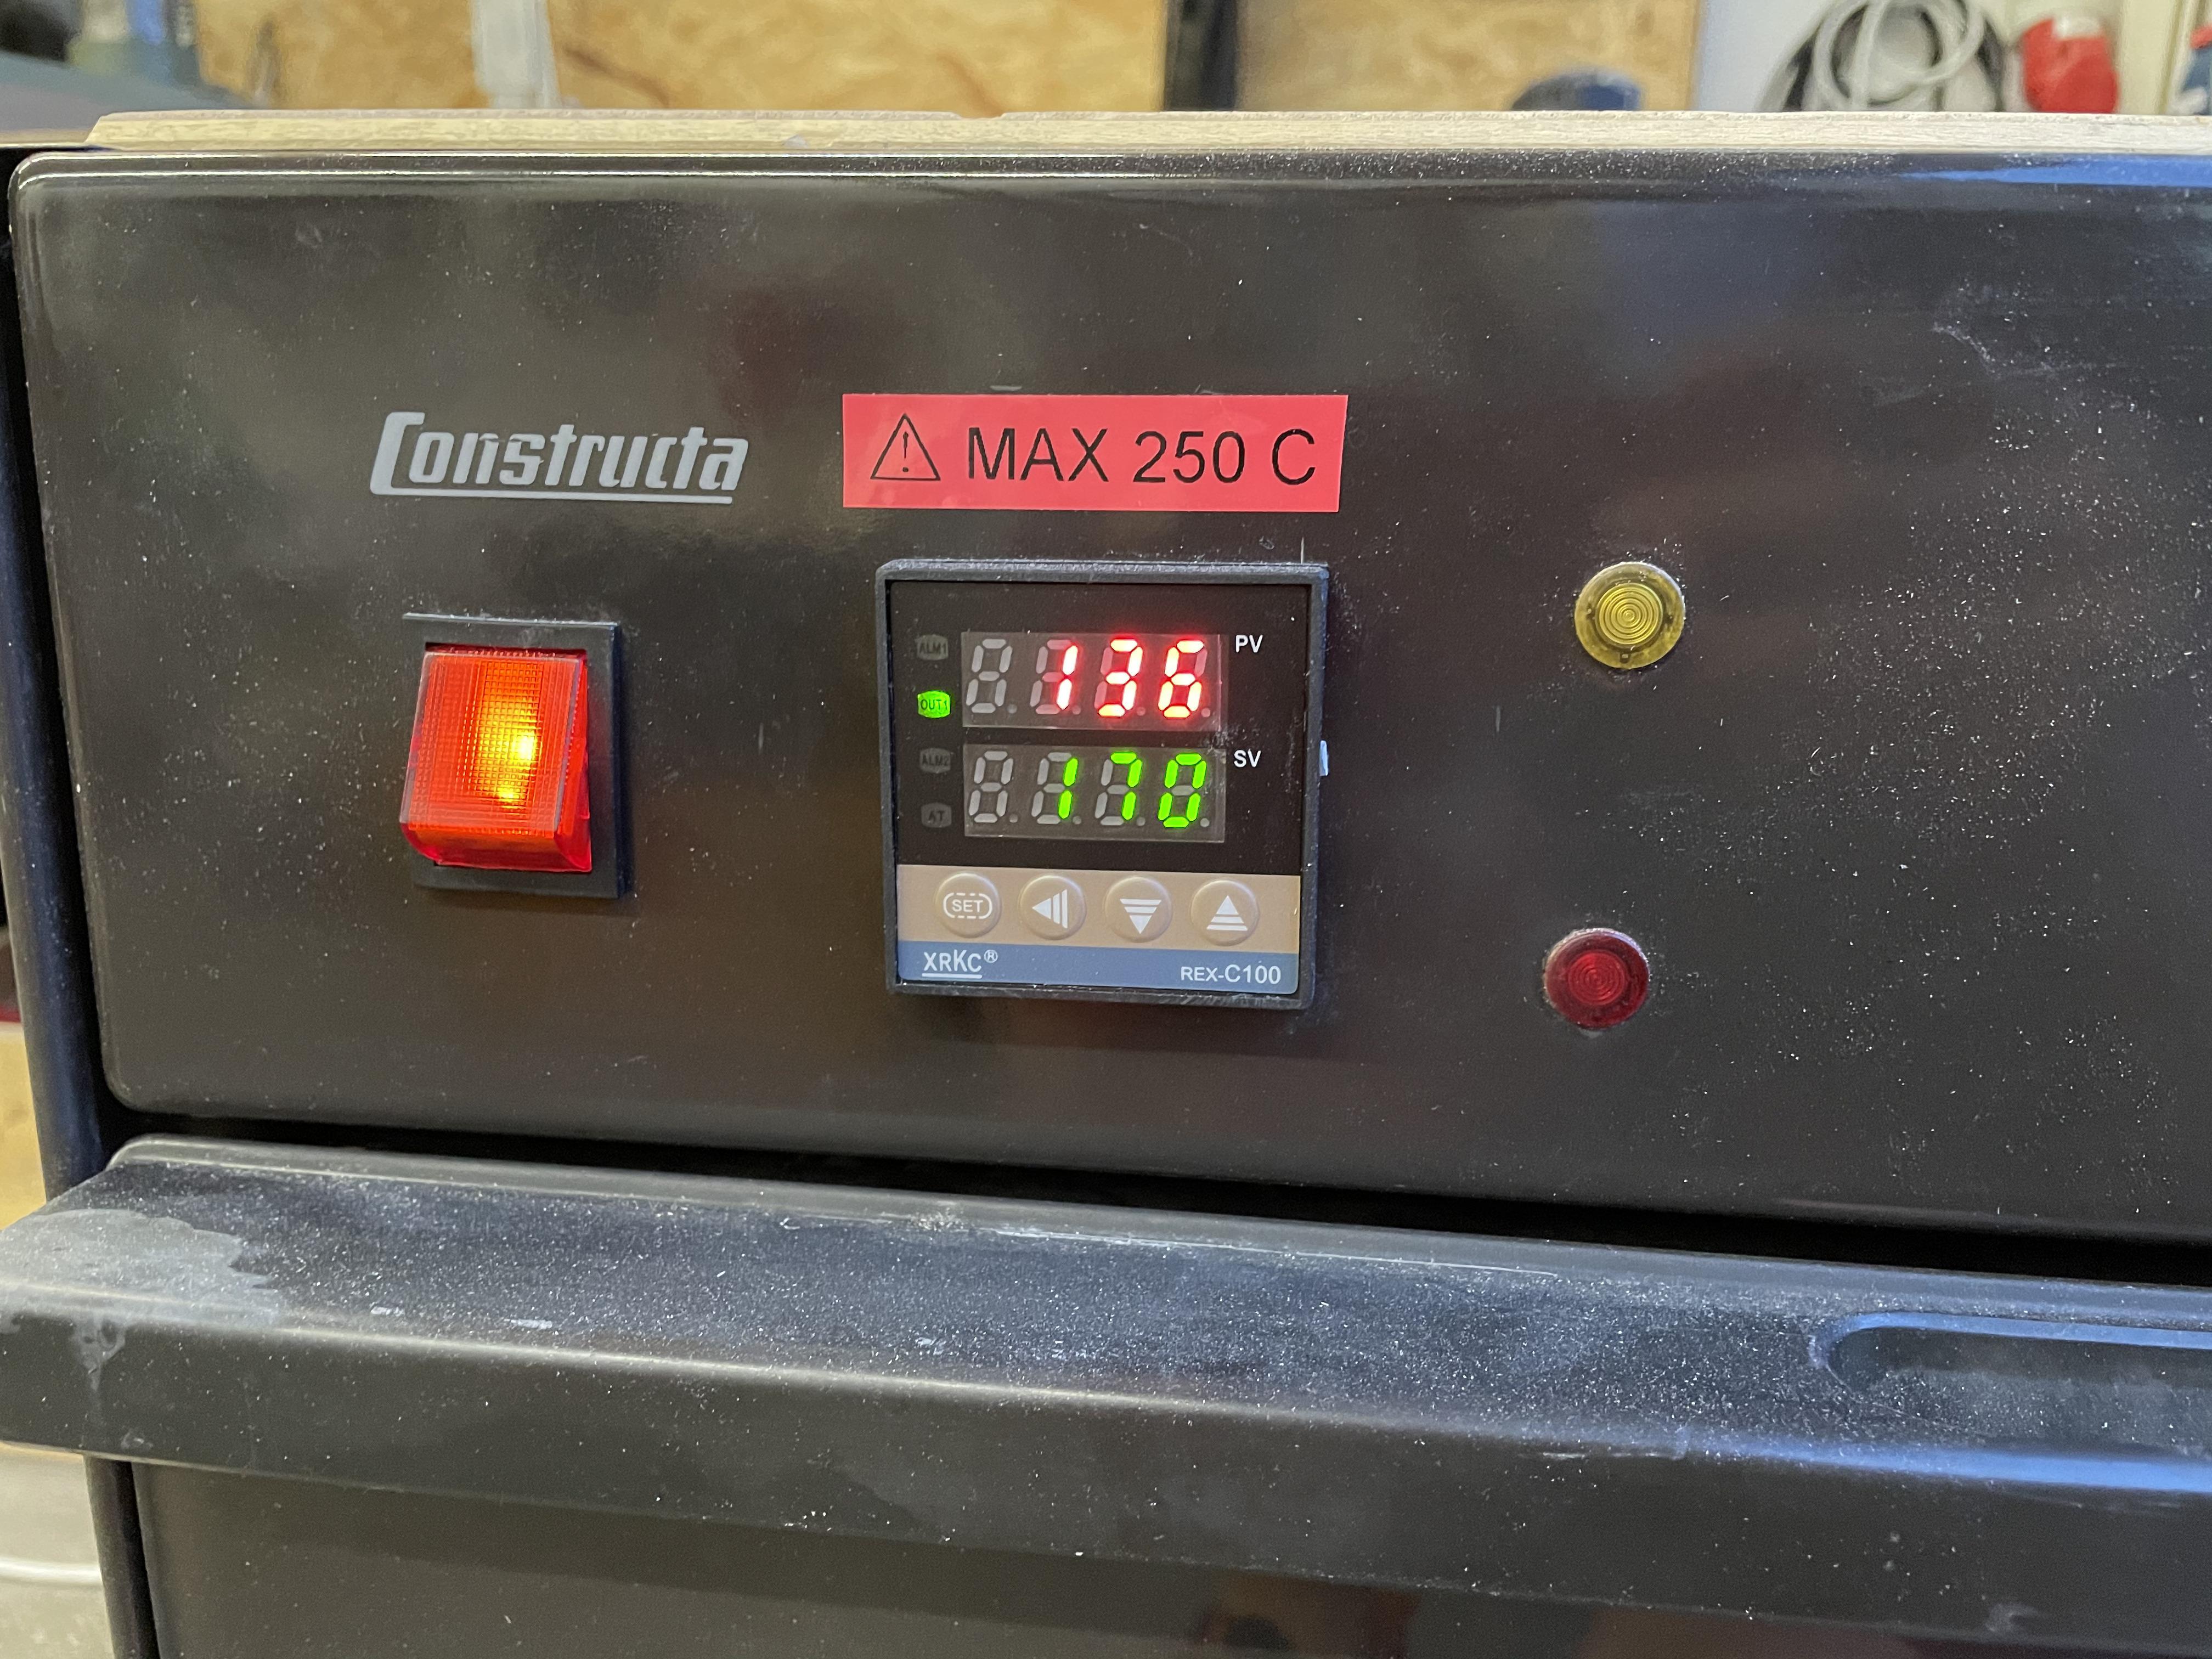 Constructa
⚠ MAX 250 C
ALM1
136
PV
OUT1
170
SV
ALM2
AT
SET
XRKC®
REX-C100